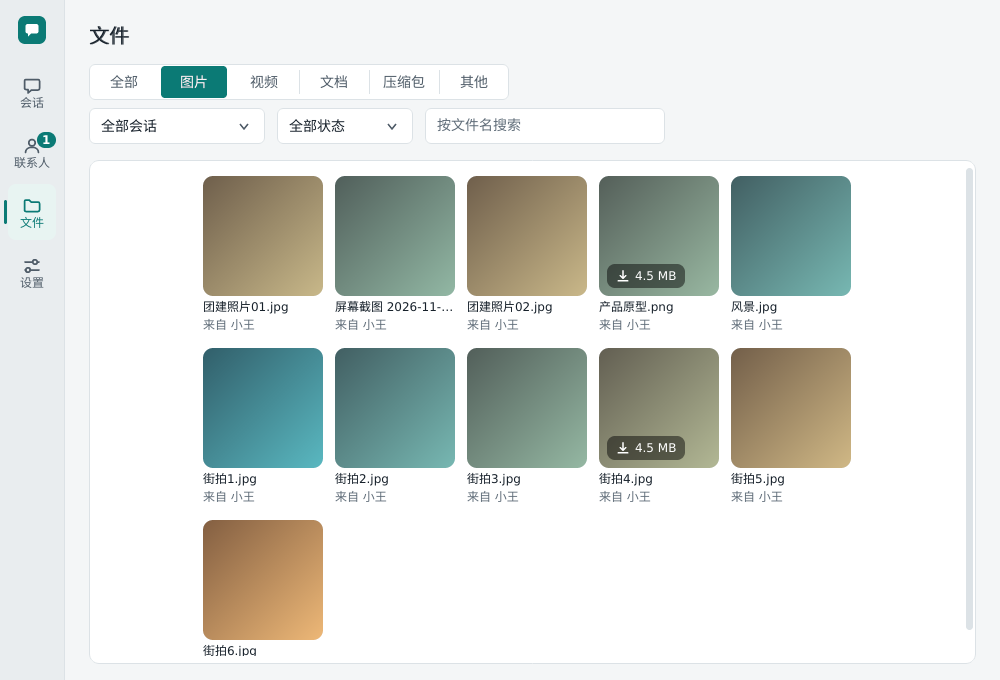 文件
全部 图片 视频 文档 压缩包 其他
全部会话 全部状态 按文件名搜索
会话
1
联系人
文件
设置
4.5 MB
团建照片01.jpg 屏幕截图 2026-11-... 团建照片02.jpg 产品原型.png 风景.jpg
来自 小王 来自 小王 来自 小王 来自 小王 来自 小王
4.5 MB
街拍1.jpg 街拍2.jpg 街拍3.jpg 街拍4.jpg 街拍5.jpg
来自 小王 来自 小王 来自 小王 来自 小王 来自 小王
街拍6.jpg